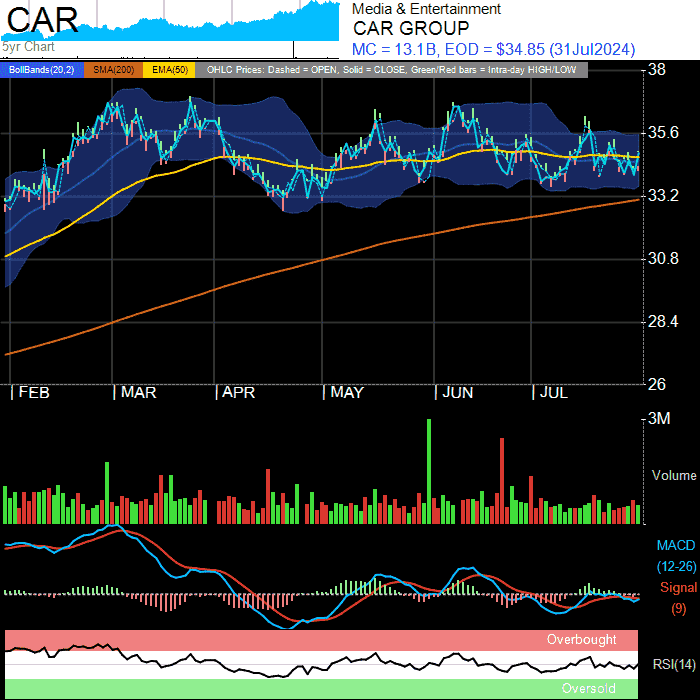 CAR
5yr Chart
Media & Entertainment
CAR GROUP
MC = 13.1B, EOD = $34.85 (31Jul2024)
BollBands(20,2) SMA(200) EMA(50) OHLC Prices: Dashed = OPEN, Solid = CLOSE, Green/Red bars = Intra-day HIGH/LOW
38
35.6
33.2
30.8
28.4
26
FEB MAR APR MAY JUN JUL
3M
Volume
MACD
(12-26)
Signal
(9)
Overbought
RSI(14)
Oversold